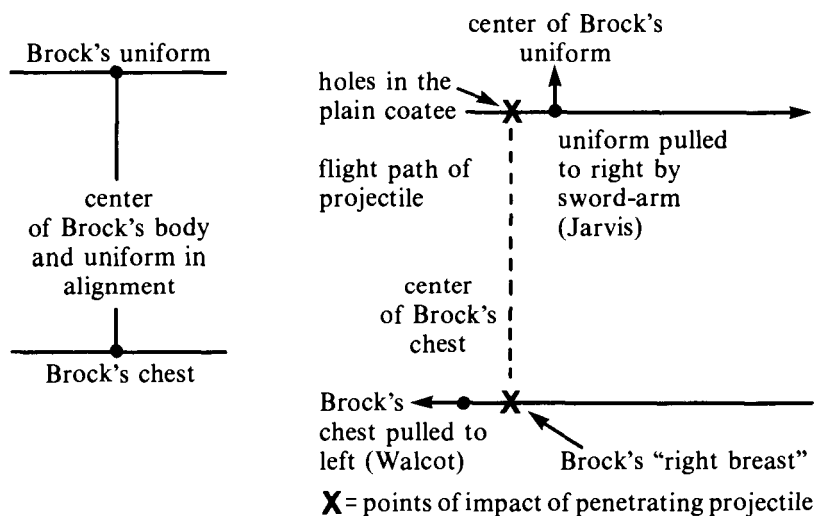 Brock's uniform
center
of Brock's body
and uniform in
alignment
Brock's chest
center of Brock's
uniform
holes in the
plain coatee
X
uniform pulled
to right by
sword-arm
(Jarvis)
flight path of
projectile
center
of Brock's
chest
X
Brock's
chest pulled to
left (Walcot)
Brock's “right breast”
X = points of impact of penetrating projectile